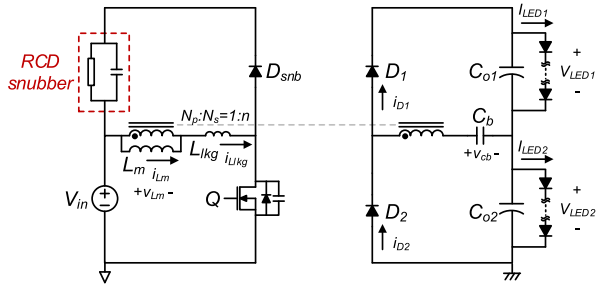 RCD
snubber
D_snb
N_p:N_s=1:n
L_m
i_Lm
L_lkg
i_Llkg
+v_Lm-
V_in
Q
D_1
i_D1
D_2
i_D2
C_b
+v_cb-
C_o1
C_o2
I_LED1
+
V_LED1
-
I_LED2
+
V_LED2
-